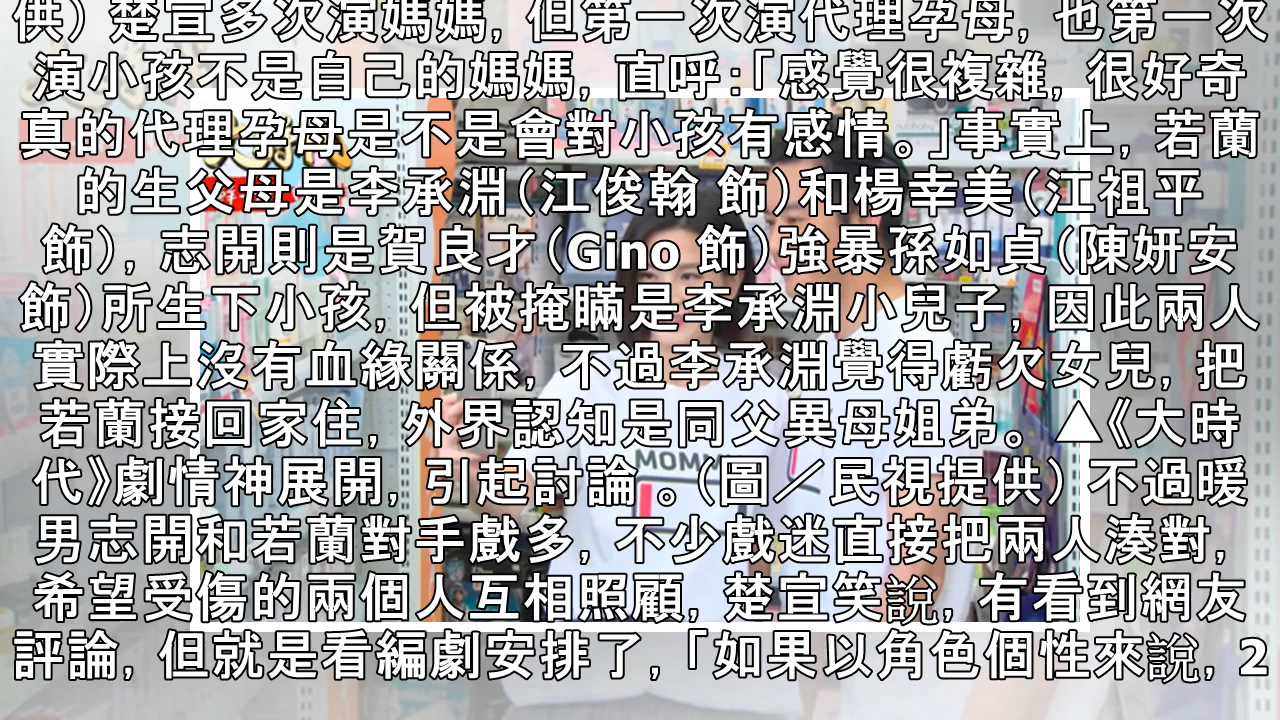 供) 楚宣多次演媽媽, 但第一次演代理孕母, 也第一次
演小孩不是自己的媽媽, 直呼:「感覺很複雜, 很好奇
真的代理孕母是不是會對小孩有感情。」事實上, 若蘭
的生父母是李承淵(江俊翰 飾)和楊幸美(江祖平
飾), 志開則是賀良才(Gino 飾)強暴孫如貞(陳妍安
飾)所生下小孩, 但被掩瞞是李承淵小兒子, 因此兩人
實際上沒有血緣關係, 不過李承淵覺得虧欠女兒, 把
若蘭接回家住, 外界認知是同父異母姐弟。 ▲《大時
代》劇情神展開, 引起討論 。(圖／民視提供) 不過暖
男志開和若蘭對手戲多, 不少戲迷直接把兩人湊對,
希望受傷的兩個人互相照顧, 楚宣笑說, 有看到網友
評論, 但就是看編劇安排了,「如果以角色個性來說, 2
MOMMY